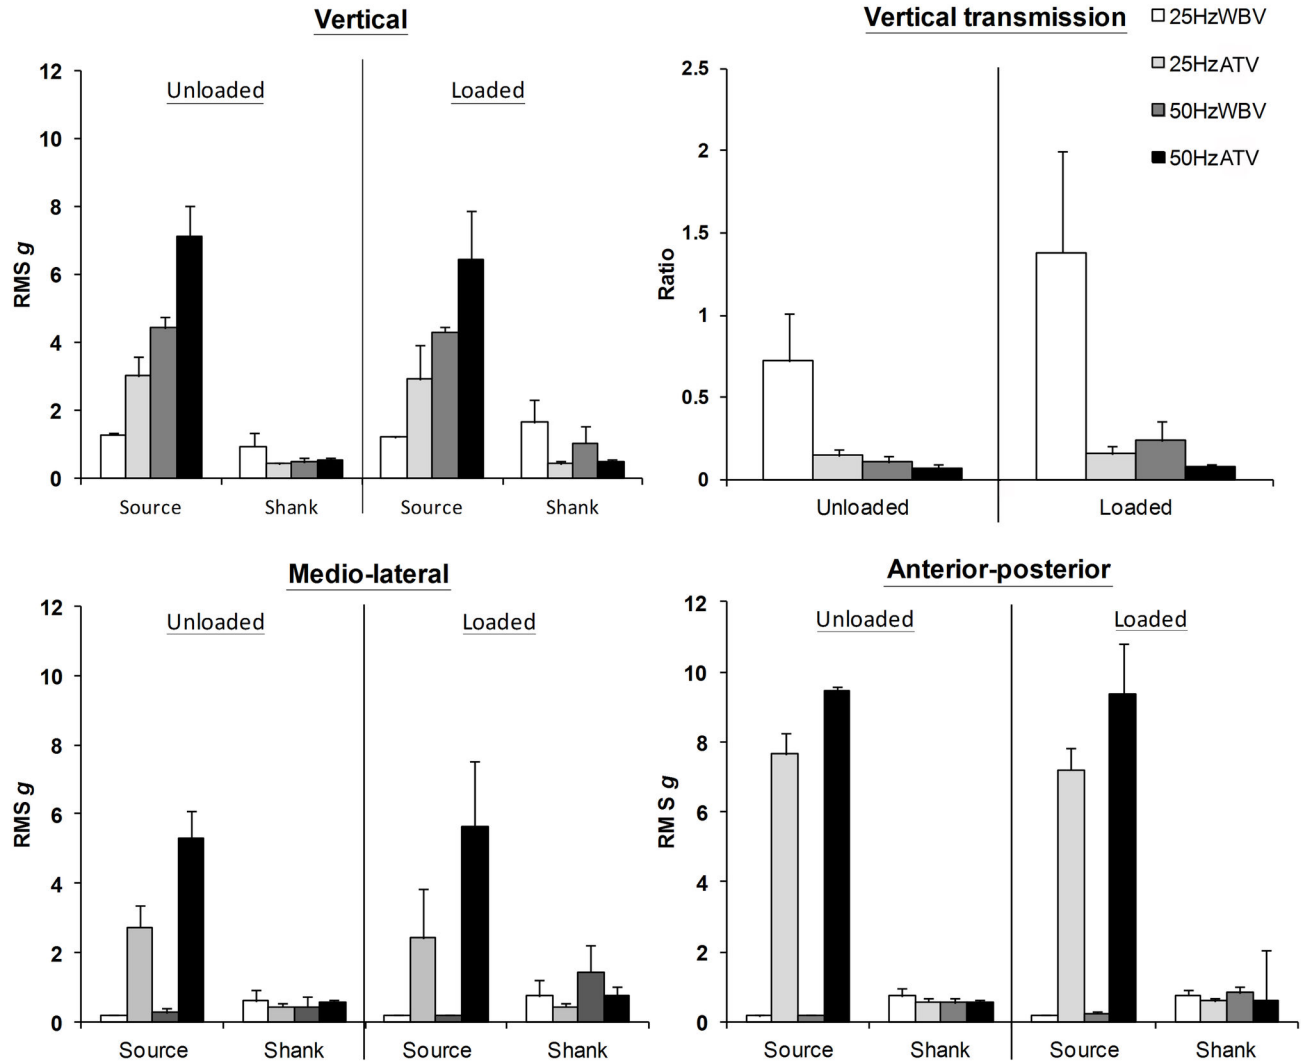 Vertical
Unloaded
Loaded
RMS g
12
10
8
6
4
2
0
Source
Shank
Source
Shank
Vertical transmission
25HzWBV
25HzATV
50HzWBV
50HzATV
Ratio
2.5
2
1.5
1
0.5
0
Unloaded
Loaded
Medio-lateral
Unloaded
Loaded
RMS g
12
10
8
6
4
2
0
Source
Shank
Source
Shank
Anterior-posterior
Unloaded
Loaded
RM S g
12
10
8
6
4
2
0
Source
Shank
Source
Shank